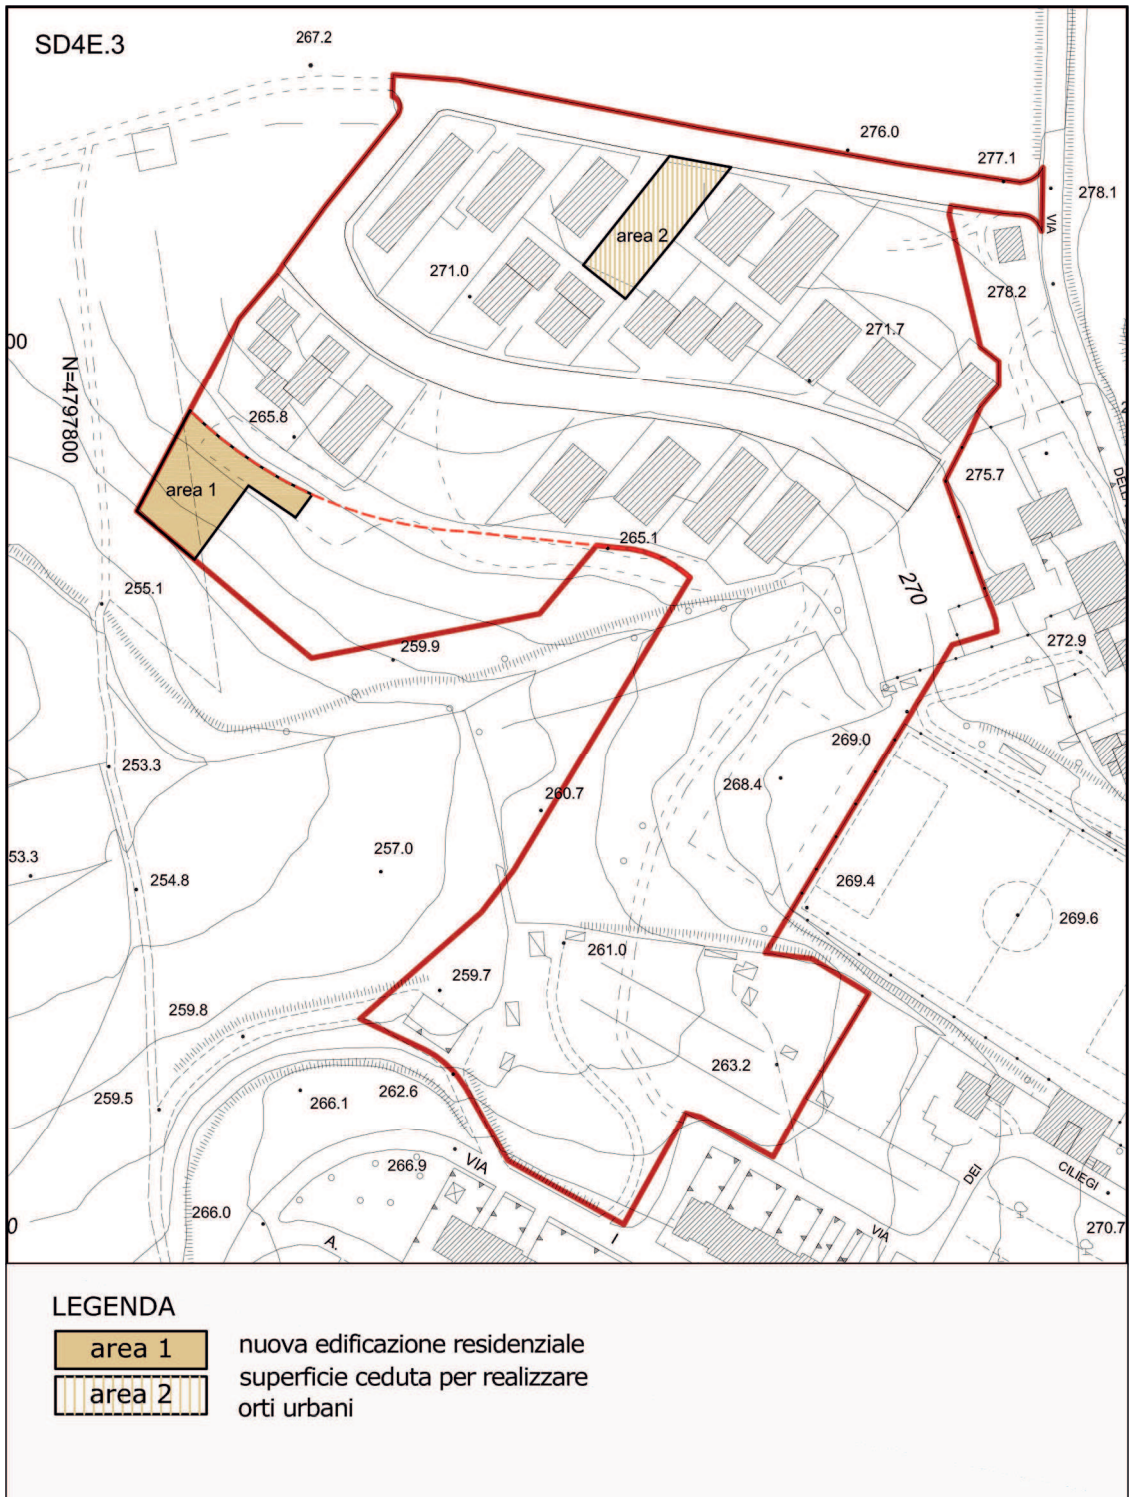 SD4E.3
267.2
276.0
277.1
278.1
VIA
area 2
271.0
278.2
271.7
00
N=4797800
265.8
275.7
area 1
265.1
270
255.1
259.9
272.9
269.0
253.3
268.4
260.7
257.0
53.3
254.8
269.4
269.6
261.0
259.7
259.8
263.2
262.6
259.5
266.1
266.9
VIA
DEI
CILIEGI
266.0
0
A.
I
VIA
270.7
LEGENDA
area 1
nuova edificazione residenziale
area 2
superficie ceduta per realizzare
orti urbani